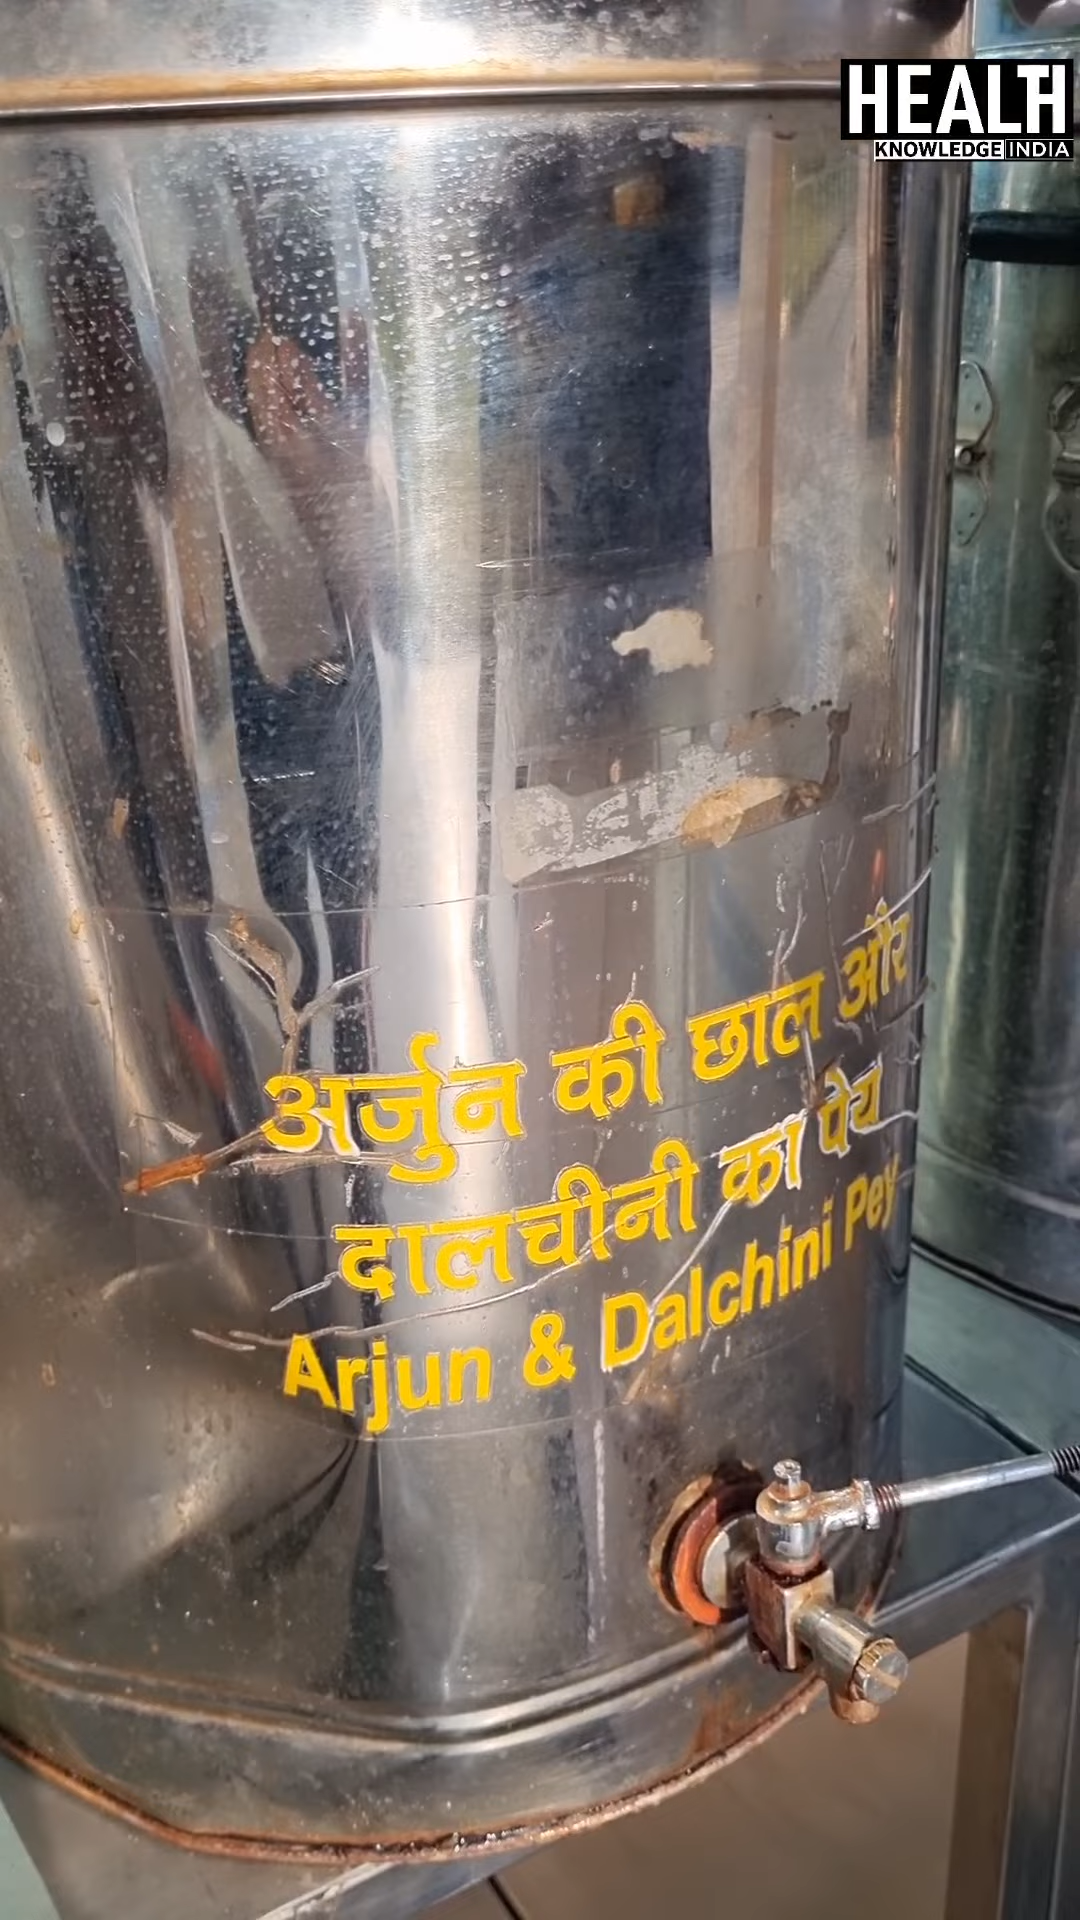 HEALTH
KNOWLEDGE INDIA
अर्जुन की छाल और
दालचीनी का पेय
Arjun & Dalchini Pey